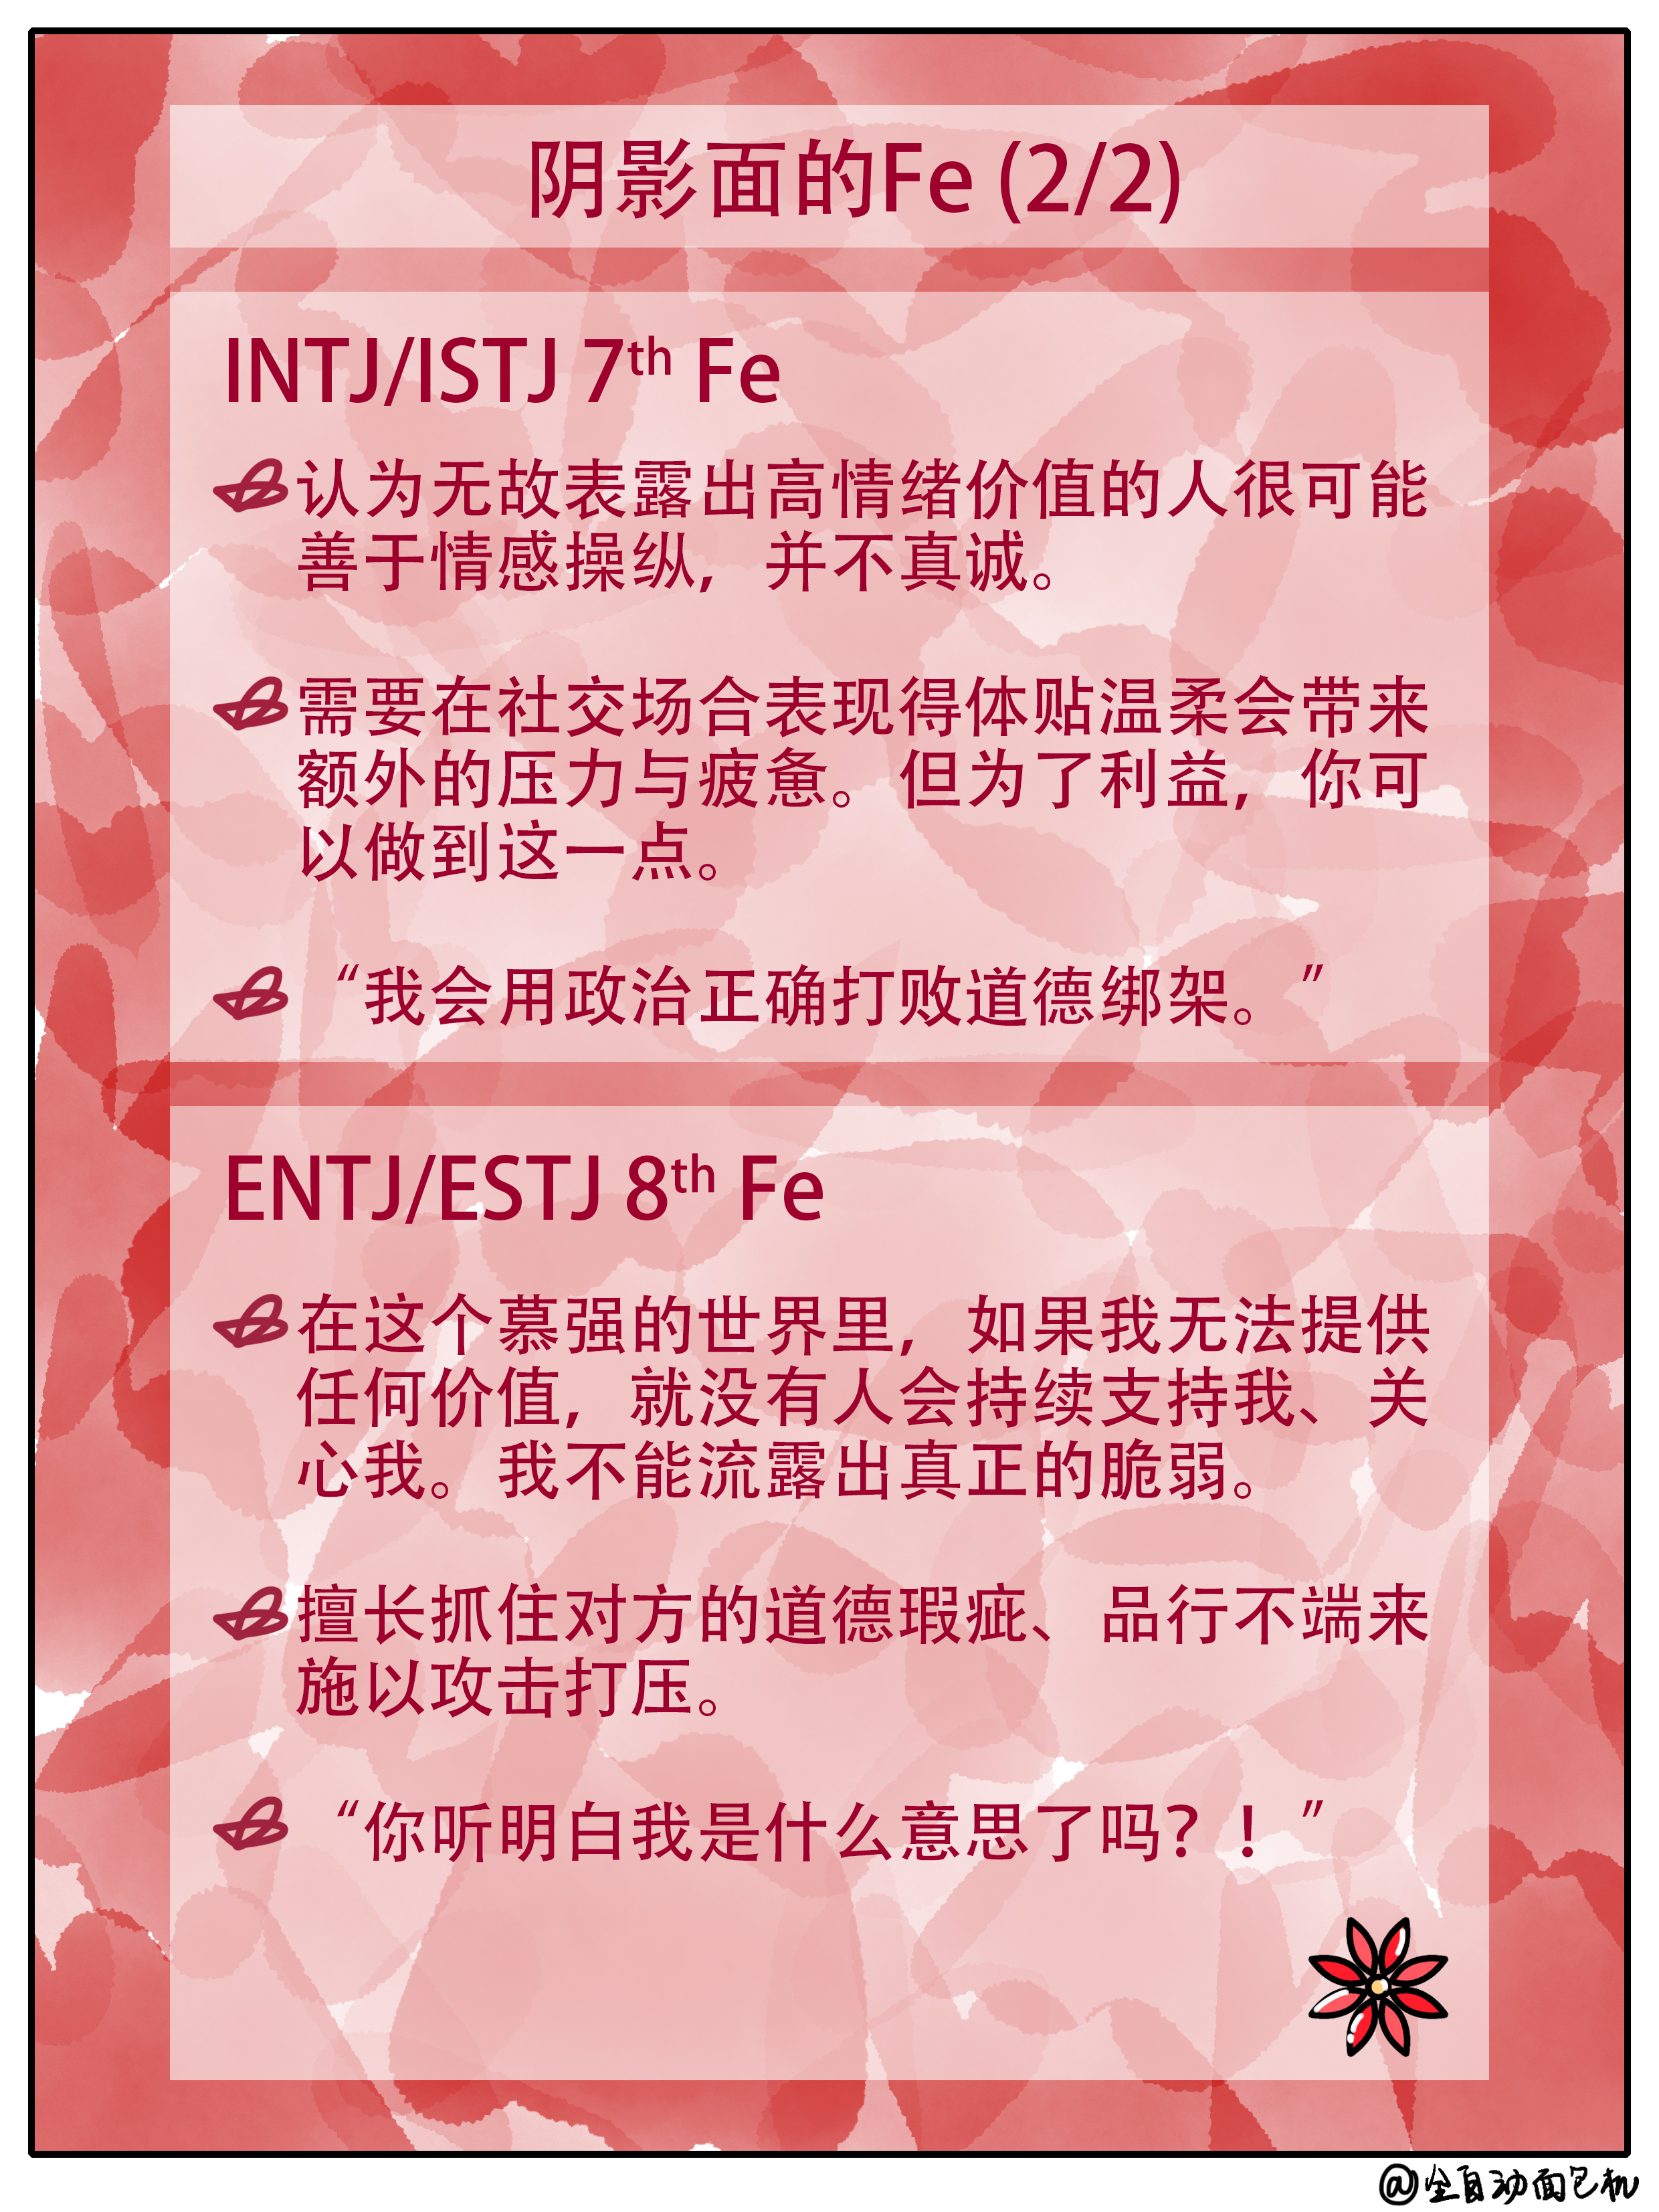 阴影面的Fe (2/2)
INTJ/ISTJ 7th Fe
认为无故表露出高情绪价值的人很可能
善于情感操纵，并不真诚。
需要在社交场合表现得体贴温柔会带来
额外的压力与疲惫。但为了利益，你可
以做到这一点。
“我会用政治正确打败道德绑架。”
ENTJ/ESTJ 8th Fe
在这个慕强的世界里，如果我无法提供
任何价值，就没有人会持续支持我、关
心我。我不能流露出真正的脆弱。
擅长抓住对方的道德瑕疵、品行不端来
施以攻击打压。
“你听明白我是什么意思了吗？！”
@全自动面包机